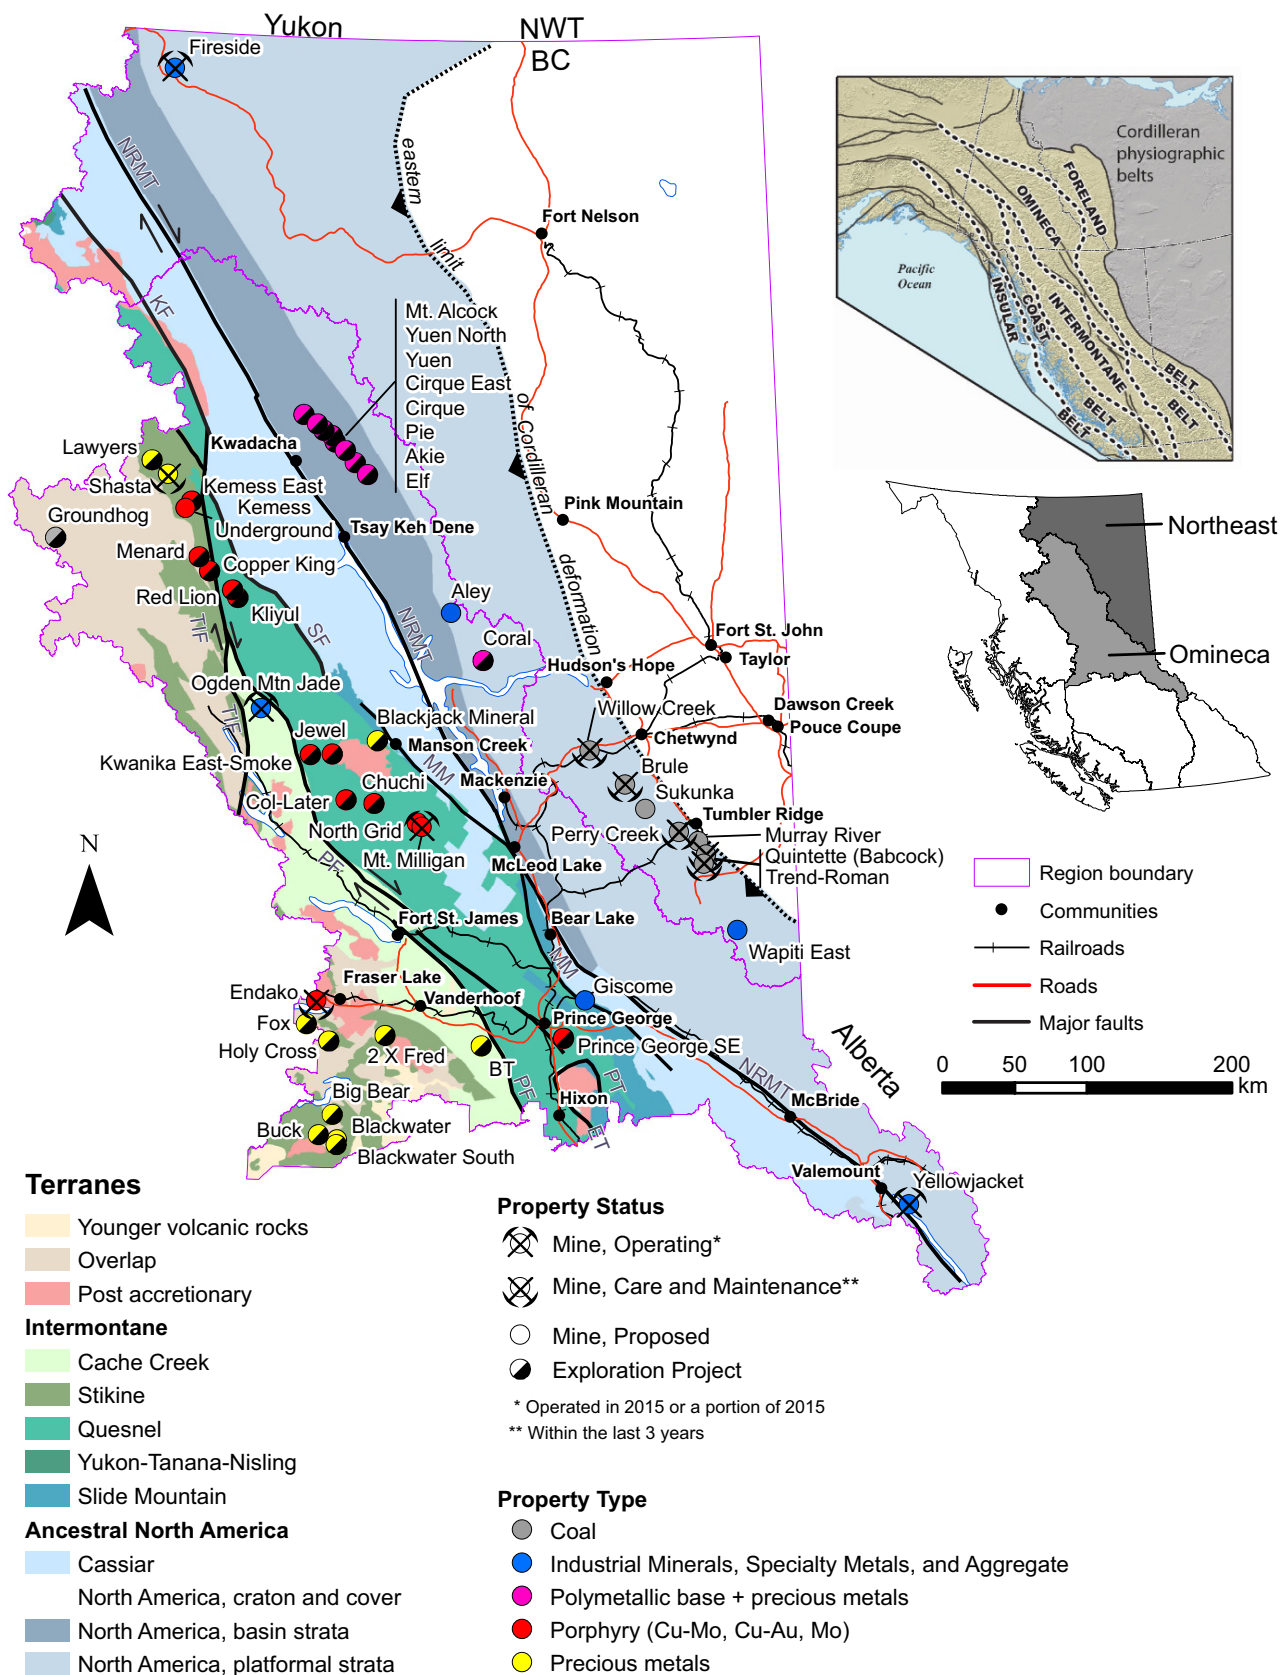 Yukon
NWT
BC
Fireside
NRMT
eastern
limit
of Cordilleran
deformation
Fort Nelson
KF
Mt. Alcock
Yuen North
Yuen
Cirque East
Cirque
Pie
Akie
Elf
Lawyers
Kwadacha
Shasta
Kemess East
Kemess
Underground
Groundhog
Tsay Keh Dene
Pink Mountain
Menard
Copper King
Red Lion
Kliyul
Aley
TIF
SF
NRMT
Coral
Fort St. John
Taylor
Hudson's Hope
Ogden Mtn Jade
Willow Creek
Dawson Creek
Pouce Coupe
TIF
Jewel
Blackjack Mineral
Manson Creek
Chetwynd
Kwanika East-Smoke
MM
Mackenzie
Brule
Chuchi
Col-Later
Sukunka
North Grid
Tumbler Ridge
Perry Creek
Murray River
Mt. Milligan
Quintette (Babcock)
McLeod Lake
Trend-Roman
PF
Fort St. James
Bear Lake
MM
Wapiti East
Fraser Lake
Endako
Vanderhoof
Giscome
Fox
Prince George
Holy Cross
2 X Fred
BT
Prince George SE
Alberta
NRMT
PF
PT
Big Bear
Hixon
McBride
Buck
Blackwater
ET
Blackwater South
Valemount
Yellowjacket
N
Cordilleran
physiographic
belts
Pacific
Ocean
FORELAND
BELT
OMINECA
BELT
INTERMONTANE
BELT
COAST
BELT
INSULAR
BELT
Northeast
Omineca
Region boundary
Communities
Railroads
Roads
Major faults
0 50 100 200
km
Terranes
Younger volcanic rocks
Overlap
Post accretionary
Intermontane
Cache Creek
Stikine
Quesnel
Yukon-Tanana-Nisling
Slide Mountain
Ancestral North America
Cassiar
North America, craton and cover
North America, basin strata
North America, platformal strata
Property Status
Mine, Operating*
Mine, Care and Maintenance**
Mine, Proposed
Exploration Project
* Operated in 2015 or a portion of 2015
** Within the last 3 years
Property Type
Coal
Industrial Minerals, Specialty Metals, and Aggregate
Polymetallic base + precious metals
Porphyry (Cu-Mo, Cu-Au, Mo)
Precious metals